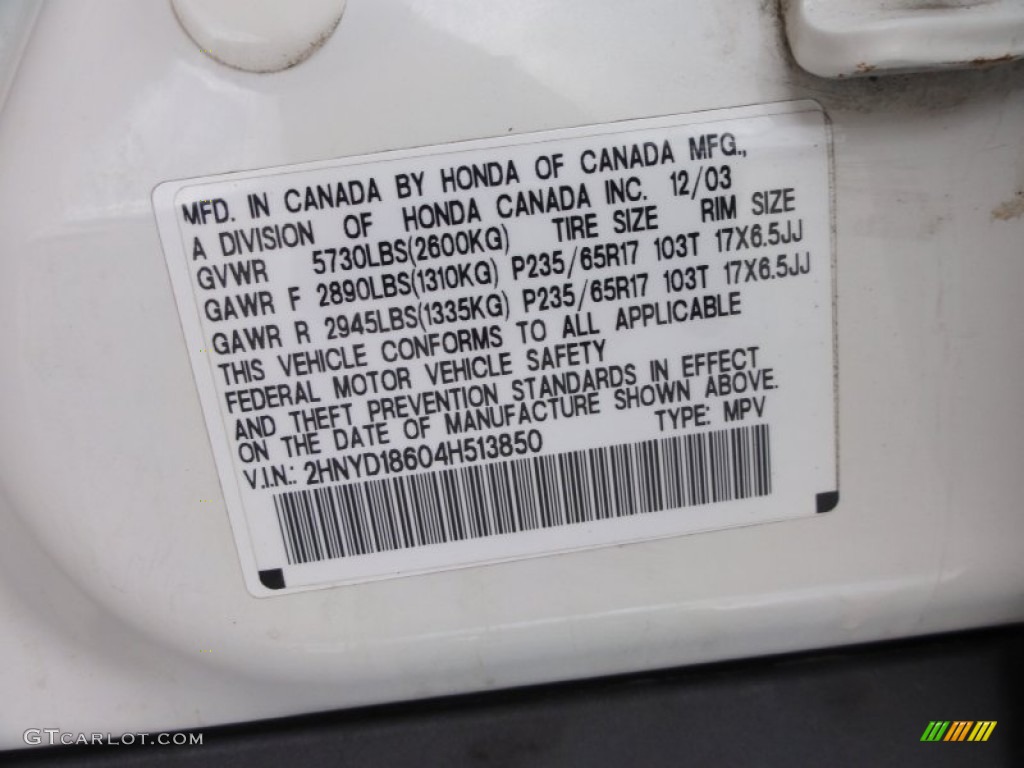 MFD. IN CANADA BY HONDA OF CANADA MFG.,
A DIVISION OF HONDA CANADA INC. 12/03
GVWR 5730LBS(2600KG) TIRE SIZE RIM SIZE
GAWR F 2890LBS(1310KG) P235/65R17 103T 17X6.5JJ
GAWR R 2945LBS(1335KG) P235/65R17 103T 17X6.5JJ
THIS VEHICLE CONFORMS TO ALL APPLICABLE
FEDERAL MOTOR VEHICLE SAFETY
AND THEFT PREVENTION STANDARDS IN EFFECT
ON THE DATE OF MANUFACTURE SHOWN ABOVE.
V.I.N.: 2HNYD18604H513850 TYPE: MPV
GTCARLOT.COM